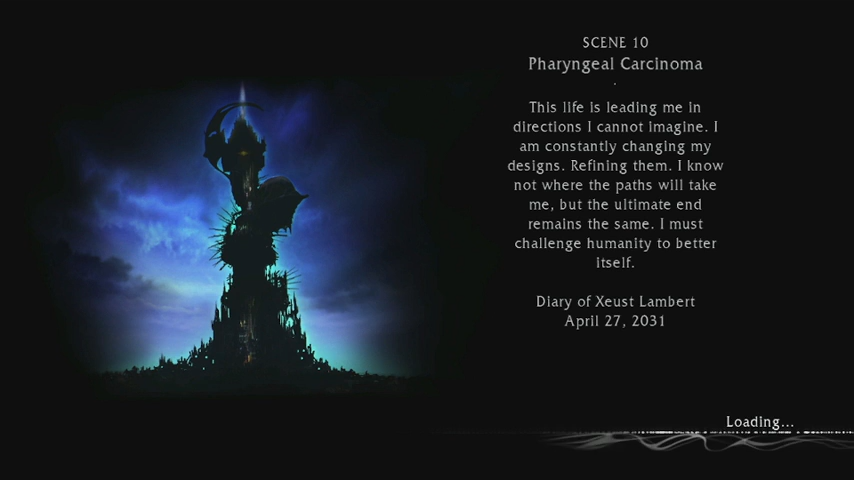 SCENE 10
Pharyngeal Carcinoma
This life is leading me in
directions I cannot imagine. I
am constantly changing my
designs. Refining them. I know
not where the paths will take
me, but the ultimate end
remains the same. I must
challenge humanity to better
itself.
Diary of Xeust Lambert
April 27, 2031
Loading...